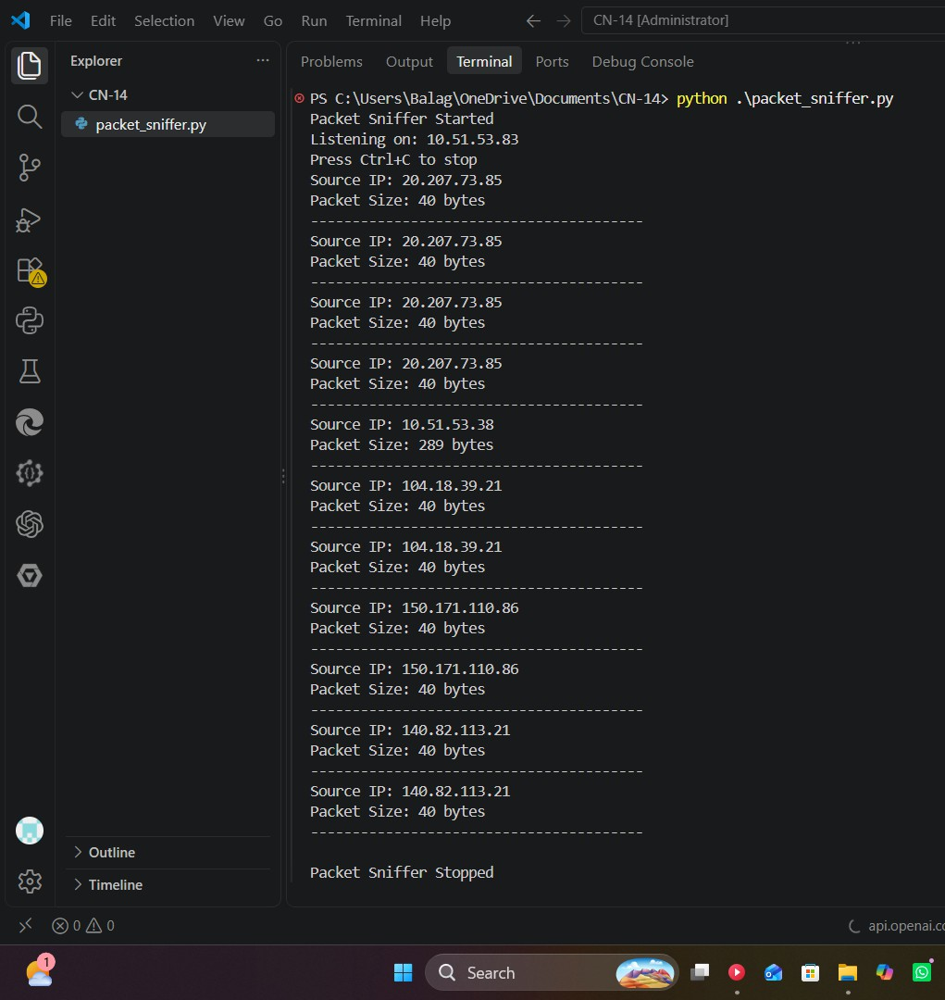 File Edit Selection View Go Run Terminal Help
CN-14 [Administrator]
Explorer
CN-14
packet_sniffer.py
Outline
Timeline
Problems Output Terminal Ports Debug Console
PS C:\Users\Balag\OneDrive\Documents\CN-14> python .\packet_sniffer.py
Packet Sniffer Started
Listening on: 10.51.53.83
Press Ctrl+C to stop
Source IP: 20.207.73.85
Packet Size: 40 bytes
----------------------------------------
Source IP: 20.207.73.85
Packet Size: 40 bytes
----------------------------------------
Source IP: 20.207.73.85
Packet Size: 40 bytes
----------------------------------------
Source IP: 20.207.73.85
Packet Size: 40 bytes
----------------------------------------
Source IP: 10.51.53.38
Packet Size: 289 bytes
----------------------------------------
Source IP: 104.18.39.21
Packet Size: 40 bytes
----------------------------------------
Source IP: 104.18.39.21
Packet Size: 40 bytes
----------------------------------------
Source IP: 150.171.110.86
Packet Size: 40 bytes
----------------------------------------
Source IP: 150.171.110.86
Packet Size: 40 bytes
----------------------------------------
Source IP: 140.82.113.21
Packet Size: 40 bytes
----------------------------------------
Source IP: 140.82.113.21
Packet Size: 40 bytes
----------------------------------------
Packet Sniffer Stopped
0 0
api.openai.co
1
Search